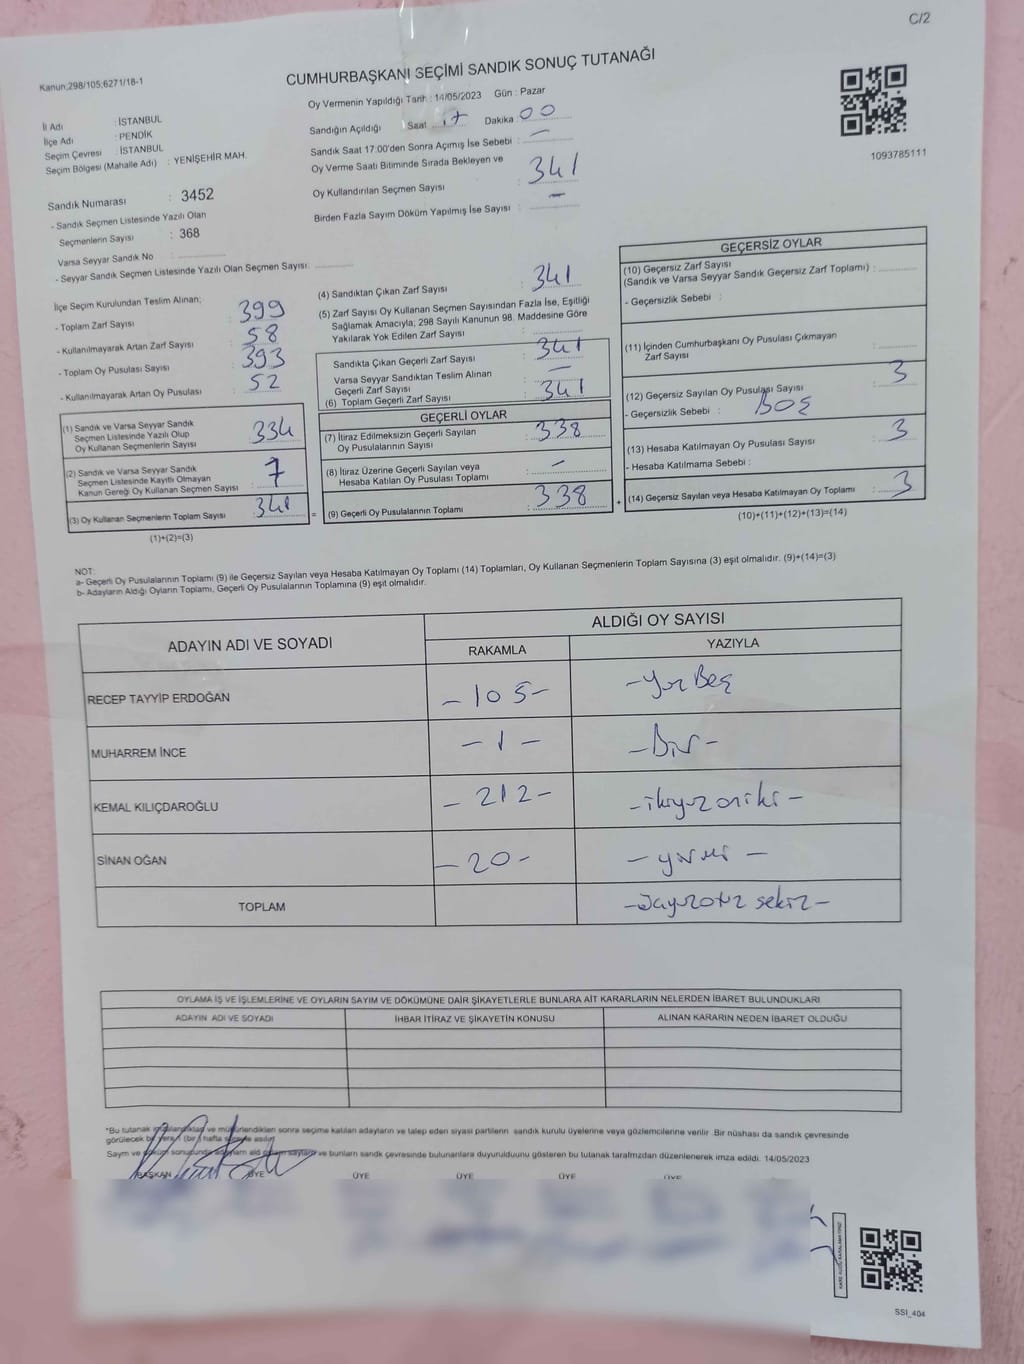 C/2
Kanun;298/105;6271/18-1
CUMHURBAŞKANI SEÇİMİ SANDIK SONUÇ TUTANAĞI
İl Adı : İSTANBUL
İlçe Adı : PENDİK
Seçim Çevresi : İSTANBUL
Seçim Bölgesi (Mahalle Adı) : YENİŞEHİR MAH.
Sandık Numarası : 3452
- Sandık Seçmen Listesinde Yazılı Olan
Seçmenlerin Sayısı : 368
Varsa Seyyar Sandık No :
- Seyyar Sandık Seçmen Listesinde Yazılı Olan Seçmen Sayısı:
Oy Vermenin Yapıldığı Tarih : 14/05/2023 Gün : Pazar
Sandığın Açıldığı : Saat 17 Dakika 00
Sandık Saat 17:00'den Sonra Açımış İse Sebebi : —
Oy Verme Saati Bitiminde Sırada Bekleyen ve
Oy Kullandırılan Seçmen Sayısı : 341
Birden Fazla Sayım Döküm Yapılmış İse Sayısı : —
1093785111
İlçe Seçim Kurulundan Teslim Alınan;
- Toplam Zarf Sayısı : 399
- Kullanılmayarak Artan Zarf Sayısı : 58
- Toplam Oy Pusulası Sayısı : 393
- Kullanılmayarak Artan Oy Pusulası : 52
(1) Sandık ve Varsa Seyyar Sandık
Seçmen Listesinde Yazılı Olup
Oy Kullanan Seçmenlerin Sayısı : 334
(2) Sandık ve Varsa Seyyar Sandık
Seçmen Listesinde Kayıtlı Olmayan
Kanun Gereği Oy Kullanan Seçmen Sayısı : 7
(3) Oy Kullanan Seçmenlerin Toplam Sayısı : 341
(1)+(2)=(3)
=
(4) Sandıktan Çıkan Zarf Sayısı : 341
(5) Zarf Sayısı Oy Kullanan Seçmen Sayısından Fazla İse, Eşitliği
Sağlamak Amacıyla, 298 Sayılı Kanunun 98. Maddesine Göre
Yakılarak Yok Edilen Zarf Sayısı :
Sandıkta Çıkan Geçerli Zarf Sayısı : 341
Varsa Seyyar Sandıktan Teslim Alınan
Geçerli Zarf Sayısı : —
(6) Toplam Geçerli Zarf Sayısı : 341
GEÇERLİ OYLAR
(7) İtiraz Edilmeksizin Geçerli Sayılan
Oy Pusulalarının Sayısı : 338
(8) İtiraz Üzerine Geçerli Sayılan veya
Hesaba Katılan Oy Pusulası Toplamı : —
(9) Geçerli Oy Pusulalarının Toplamı : 338
+
GEÇERSİZ OYLAR
(10) Geçersiz Zarf Sayısı
(Sandık ve Varsa Seyyar Sandık Geçersiz Zarf Toplamı) :
- Geçersizlik Sebebi :
(11) İçinden Cumhurbaşkanı Oy Pusulası Çıkmayan
Zarf Sayısı :
(12) Geçersiz Sayılan Oy Pusulası Sayısı : 3
- Geçersizlik Sebebi : BOŞ
(13) Hesaba Katılmayan Oy Pusulası Sayısı : 3
- Hesaba Katılmama Sebebi :
(14) Geçersiz Sayılan veya Hesaba Katılmayan Oy Toplamı : 3
(10)+(11)+(12)+(13)=(14)
NOT:
a- Geçerli Oy Pusulalarının Toplamı (9) ile Geçersiz Sayılan veya Hesaba Katılmayan Oy Toplamı (14) Toplamları, Oy Kullanan Seçmenlerin Toplam Sayısına (3) eşit olmalıdır. (9)+(14)=(3)
b- Adayların Aldığı Oyların Toplamı, Geçerli Oy Pusulalarının Toplamına (9) eşit olmalıdır.
ADAYIN ADI VE SOYADI
ALDIĞI OY SAYISI
RAKAMLA YAZIYLA
RECEP TAYYİP ERDOĞAN -105- -Yüz Beş
MUHARREM İNCE -1- -Bir-
KEMAL KILIÇDAROĞLU -212- -ikiyüzoniki-
SİNAN OĞAN -20- -yirmi-
TOPLAM -Üçyüzotuz sekiz-
OYLAMA İŞ VE İŞLEMLERİNE VE OYLARIN SAYIM VE DÖKÜMÜNE DAİR ŞİKAYETLERLE BUNLARA AİT KARARLARIN NELERDEN İBARET BULUNDUKLARI
ADAYIN ADI VE SOYADI İHBAR İTİRAZ VE ŞİKAYETİN KONUSU ALINAN KARARIN NEDEN İBARET OLDUĞU
*Bu tutanak imzalandıktan ve mühürlendikten sonra seçime katılan adayların ve talep eden siyasi partilerin sandık kurulu üyelerine veya gözlemcilerine verilir. Bir nüshası da sandık çevresinde
görülecek bir yere 1 (bir) hafta süreyle asılır.
Sayım ve döküm sonucunda adayların aldığı oyların sayıları ve bunların sandık çevresinde bulunanlara duyurulduunu gösteren bu tutanak tarafımızdan düzenlenerek imza edildi. 14/05/2023
BAŞKAN ÜYE ÜYE ÜYE ÜYE ÜYE
SSI_404